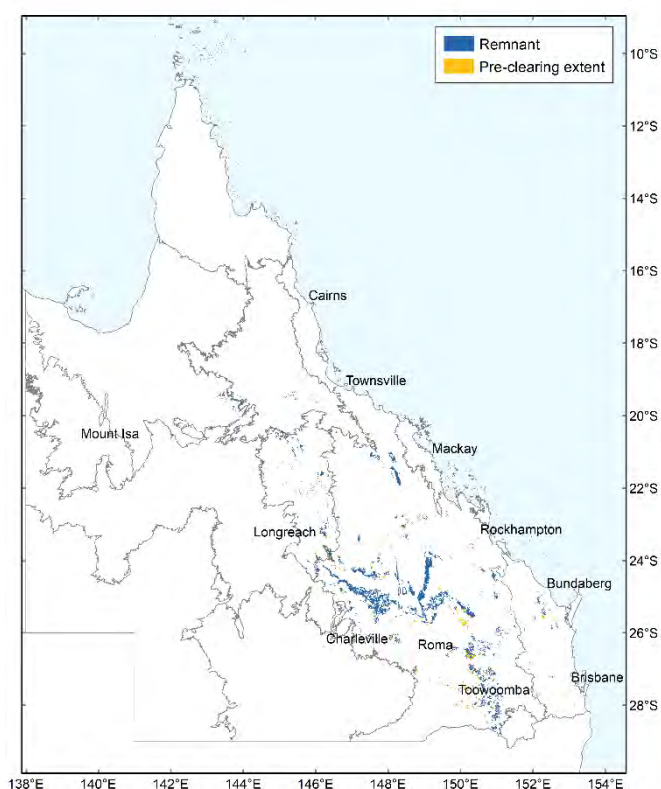 Remnant
Pre-clearing extent
10°S
12°S
14°S
16°S
Cairns
18°S
Townsville
20°S
Mount Isa
Mackay
22°S
Longreach
Rockhampton
24°S
Bundaberg
Charleville
Roma
26°S
Toowoomba
Brisbane
28°S
138°E 140°E 142°E 144°E 146°E 148°E 150°E 152°E 154°E